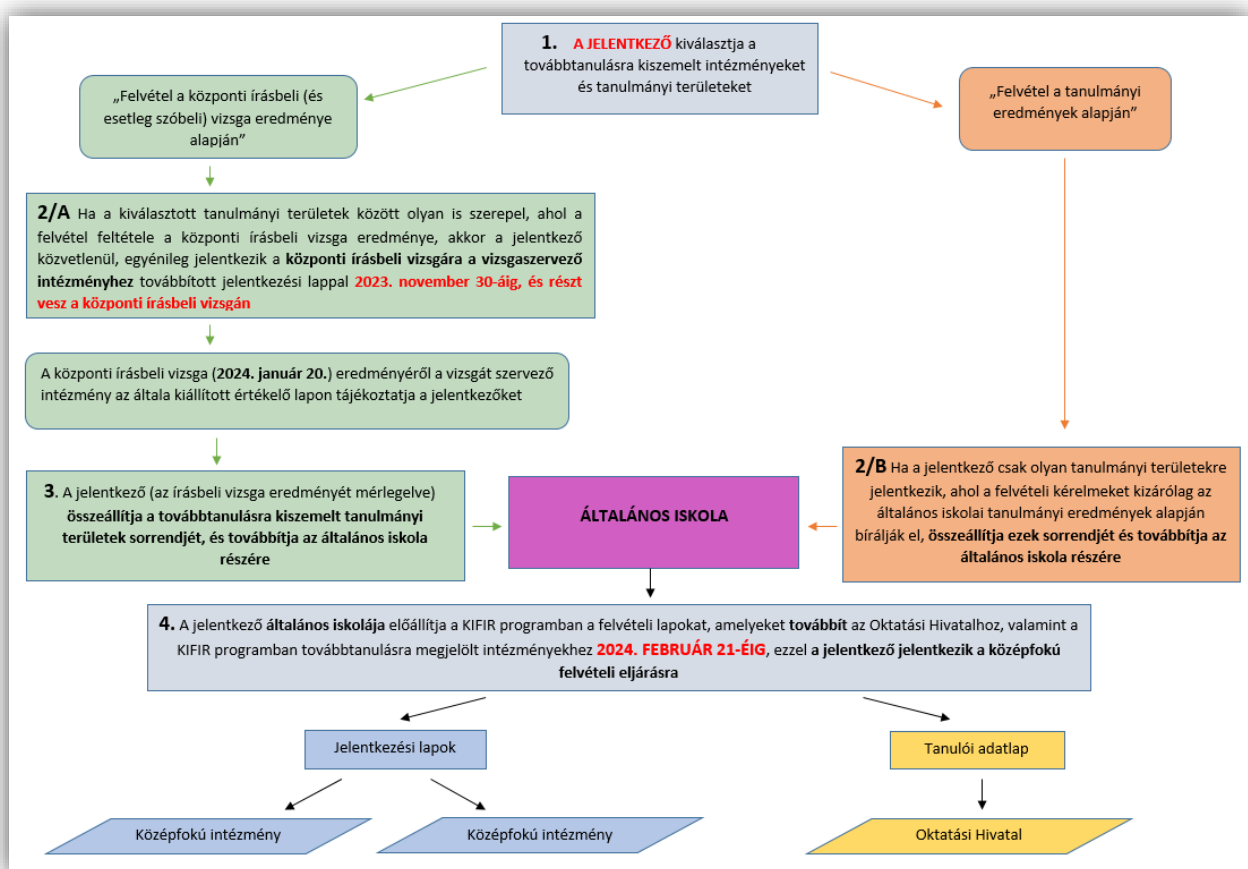 1. A JELENTKEZŐ kiválasztja a
továbbtanulásra kiszemelt intézményeket
és tanulmányi területeket
„Felvétel a központi írásbeli (és
esetleg szóbeli) vizsga eredménye
alapján”
„Felvétel a tanulmányi
eredmények alapján”
2/A Ha a kiválasztott tanulmányi területek között olyan is szerepel, ahol a
felvétel feltétele a központi írásbeli vizsga eredménye, akkor a jelentkező
közvetlenül, egyénileg jelentkezik a központi írásbeli vizsgára a vizsgaszervező
intézményhez továbbított jelentkezési lappal 2023. november 30-áig, és részt
vesz a központi írásbeli vizsgán
A központi írásbeli vizsga (2024. január 20.) eredményéről a vizsgát szervező
intézmény az általa kiállított értékelő lapon tájékoztatja a jelentkezőket
3. A jelentkező (az írásbeli vizsga eredményét mérlegelve)
összeállítja a továbbtanulásra kiszemelt tanulmányi
területek sorrendjét, és továbbítja az általános iskola
részére
ÁLTALÁNOS ISKOLA
2/B Ha a jelentkező csak olyan tanulmányi területekre
jelentkezik, ahol a felvételi kérelmeket kizárólag az
általános iskolai tanulmányi eredmények alapján
bírálják el, összeállítja ezek sorrendjét és továbbítja az
általános iskola részére
4. A jelentkező általános iskolája előállítja a KIFIR programban a felvételi lapokat, amelyeket továbbít az Oktatási Hivatalhoz, valamint a
KIFIR programban továbbtanulásra megjelölt intézményekhez 2024. FEBRUÁR 21-ÉIG, ezzel a jelentkező jelentkezik a középfokú
felvételi eljárásra
Jelentkezési lapok
Tanulói adatlap
Középfokú intézmény
Középfokú intézmény
Oktatási Hivatal